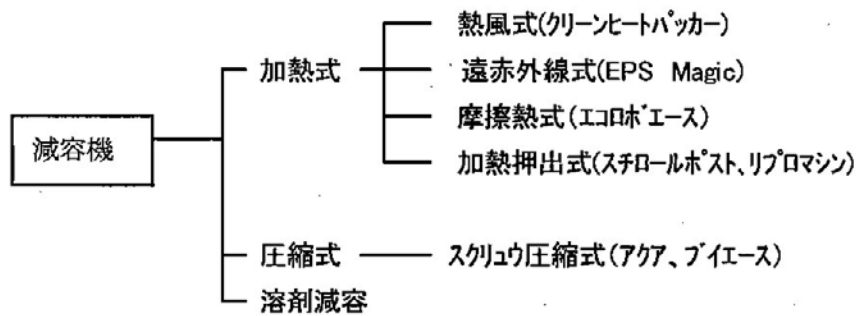 熱風式(クリーンヒートパッカー)
加熱式
遠赤外線式(EPS Magic)
摩擦熱式(エコロボエース)
減容機
加熱押出式(スチロールポスト、リプロマシン)
圧縮式
スクリュウ圧縮式(アクア、ブイエース)
溶剤減容